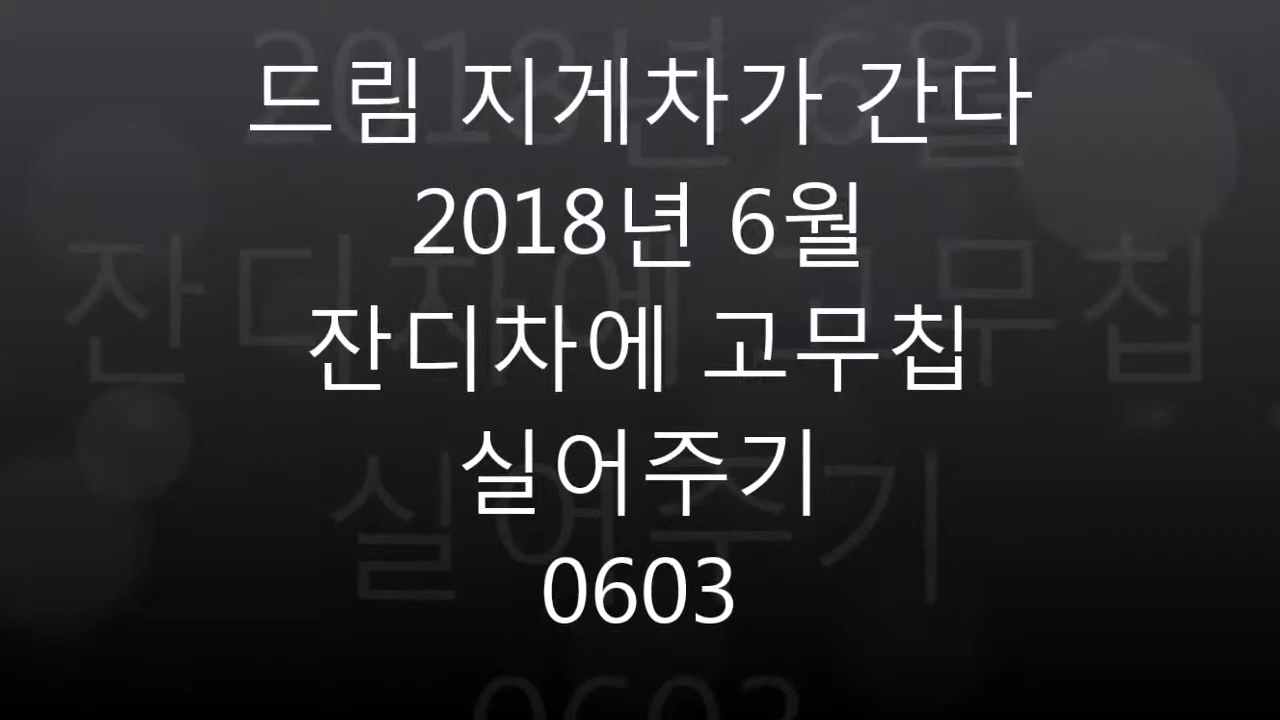 드림 지게차가 간다
2018년 6월
잔디차에 고무칩
실어주기
0603